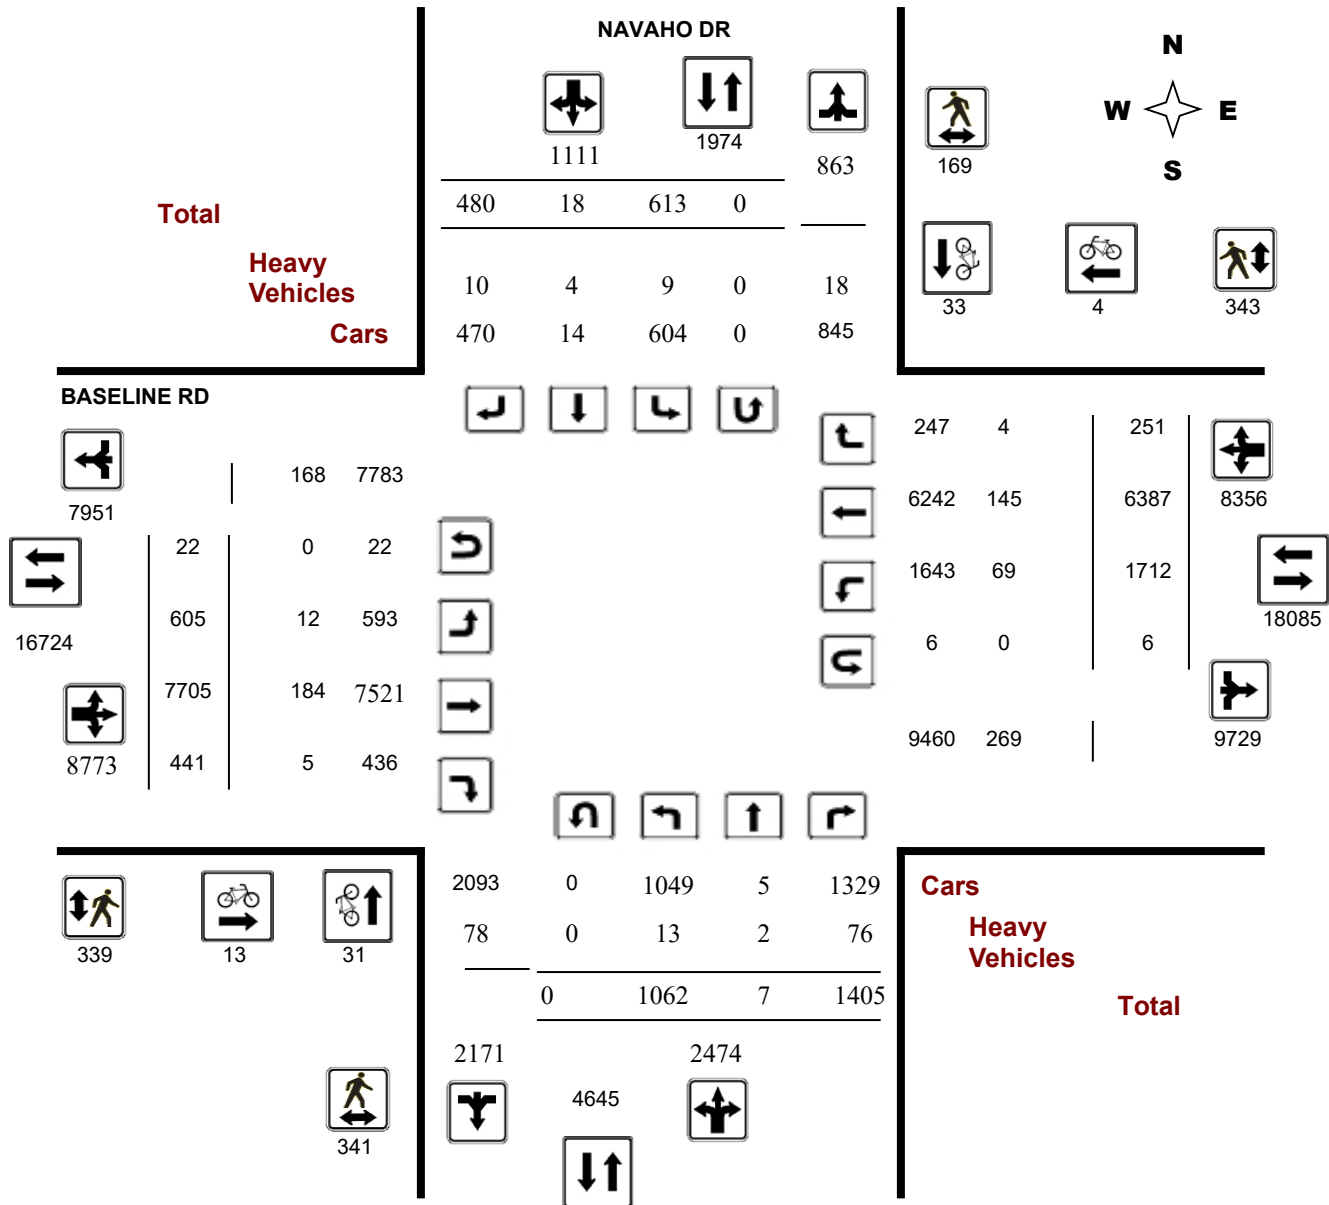 NAVAHO DR
N
W E
S
1111
1974
863
169
Total
480 18 613 0
Heavy
Vehicles
10 4 9 0 18
33 4 343
Cars
470 14 604 0 845
BASELINE RD
247 4 251
168 7783
7951
6242 145 6387 8356
22 0 22
1643 69 1712
605 12 593
18085
16724
6 0 6
7705 184 7521
9460 269 9729
8773 441 5 436
2093 0 1049 5 1329
Cars
78 0 13 2 76
Heavy
Vehicles
339 13 31
0 1062 7 1405
Total
2171 2474
4645
341